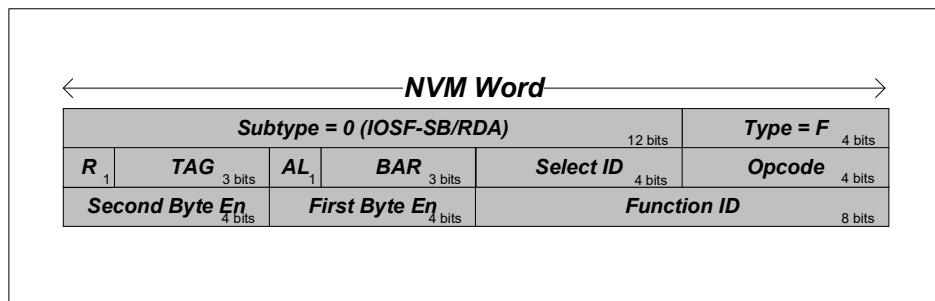 NVM Word
Subtype = 0 (IOSF-SB/RDA) 12 bits Type = F 4 bits
R 1 TAG 3 bits AL 1 BAR 3 bits Select ID 4 bits Opcode 4 bits
Second Byte En 4 bits First Byte En 4 bits Function ID 8 bits